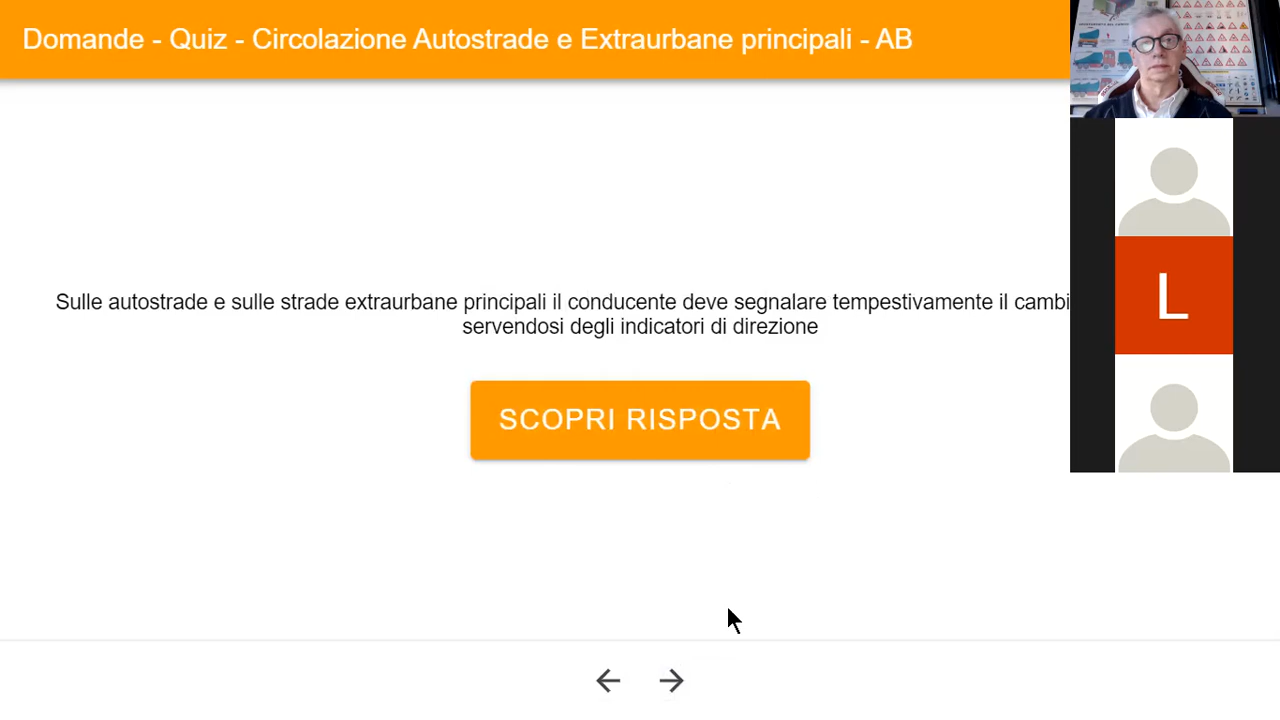 Domande - Quiz - Circolazione Autostrade e Extraurbane principali - AB
Sulle autostrade e sulle strade extraurbane principali il conducente deve segnalare tempestivamente il cambi
servendosi degli indicatori di direzione
SCOPRI RISPOSTA
L